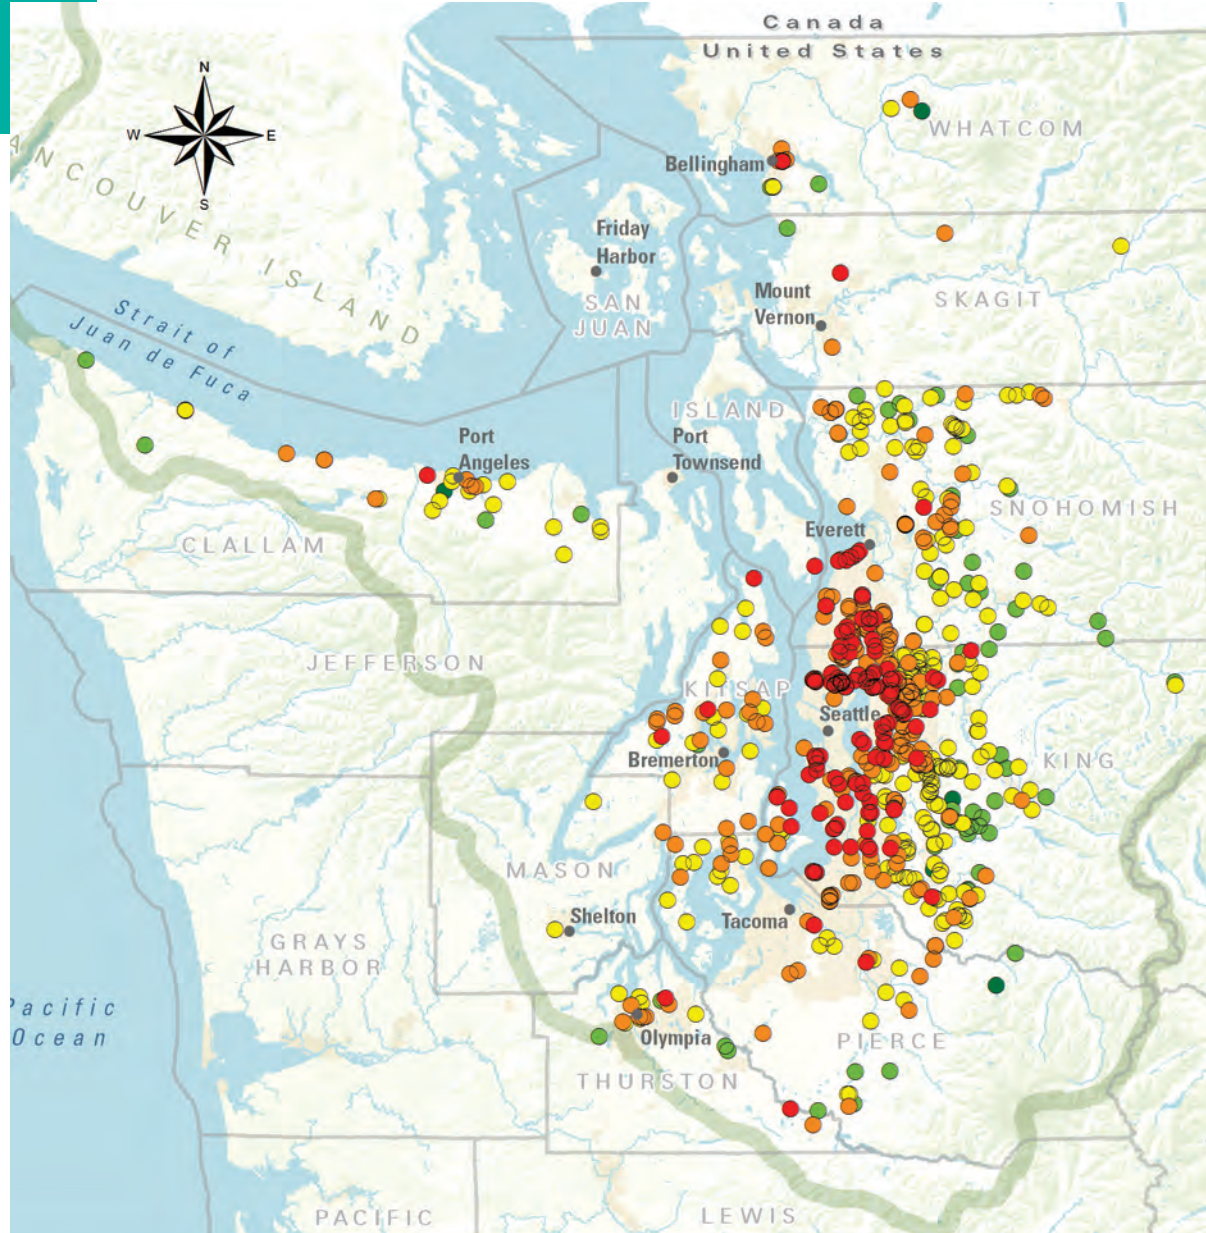 Canada
United States
N
W
E
S
WHATCOM
Bellingham
ANCOUVER ISLAND
Friday
Harbor
SAN
JUAN
Mount
Vernon
SKAGIT
Strait of
Juan de Fuca
ISLAND
Port
Angeles
Port
Townsend
SNOHOMISH
CLALLAM
Everett
JEFFERSON
KITSAP
Seattle
Bremerton
KING
MASON
Shelton
Tacoma
GRAYS
HARBOR
Pacific
Ocean
Olympia
PIERCE
THURSTON
PACIFIC
LEWIS